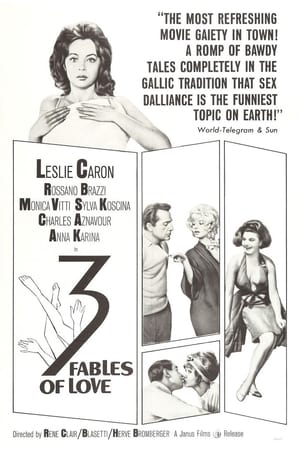 "THE MOST REFRESHING
MOVIE GAIETY IN TOWN!
A ROMP OF BAWDY
TALES COMPLETELY IN THE
GALLIC TRADITION THAT SEX
DALLIANCE IS THE FUNNIEST
TOPIC ON EARTH!"
World-Telegram & Sun
LESLIE CARON
ROSSANO BRAZZI
MONICA VITTI SYLVA KOSCINA
CHARLES AZNAVOUR
ANNA KARINA
in
3
FABLES
OF LOVE
Directed by RENE CLAIR/BLASETTI/HERVE BROMBERGER A Janus Films Release